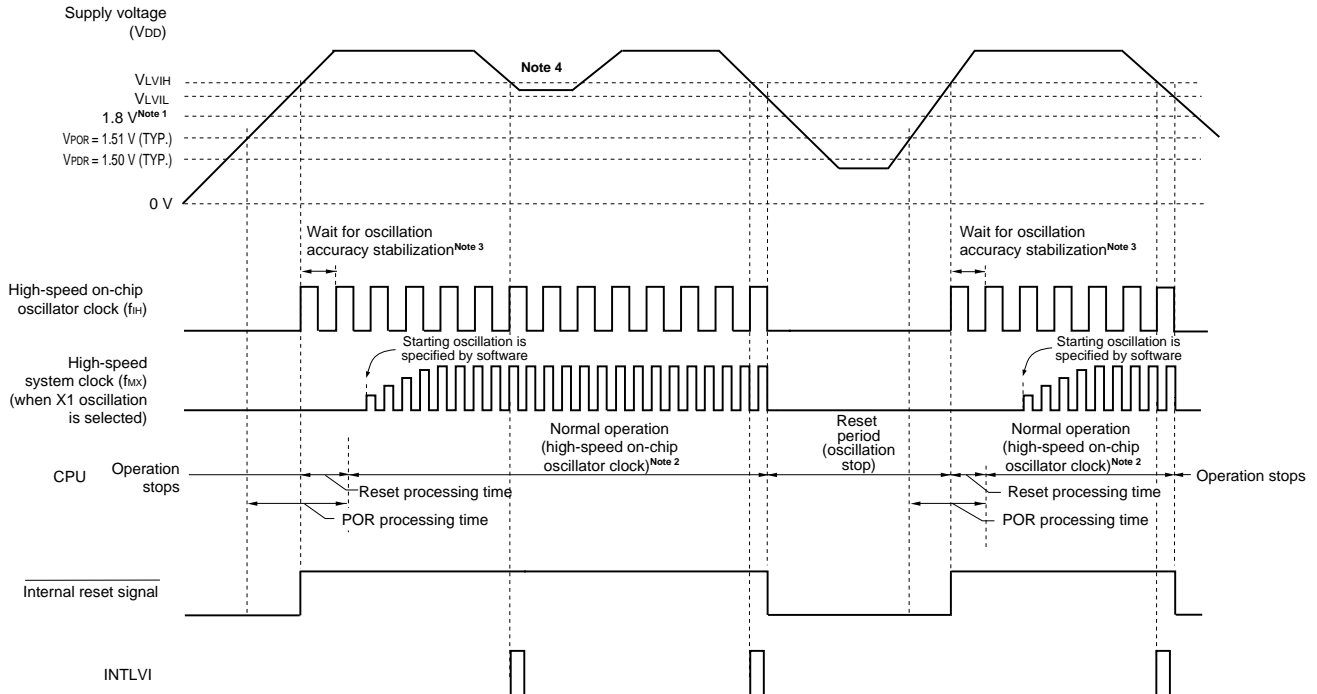 Supply voltage
(VDD)
Note 4
VLVIH
VLVIL
1.8 V Note 1
VPOR = 1.51 V (TYP.)
VPDR = 1.50 V (TYP.)
0 V
Wait for oscillation
accuracy stabilization Note 3
Wait for oscillation
accuracy stabilization Note 3
High-speed on-chip
oscillator clock (fIH)
Starting oscillation is
specified by software
Starting oscillation is
specified by software
High-speed
system clock (fMX)
(when X1 oscillation
is selected)
Normal operation
(high-speed on-chip
oscillator clock) Note 2
Reset
period
(oscillation
stop)
Normal operation
(high-speed on-chip
oscillator clock) Note 2
CPU
Operation
stops
Operation stops
Reset processing time
Reset processing time
POR processing time
POR processing time
Internal reset signal
INTLVI